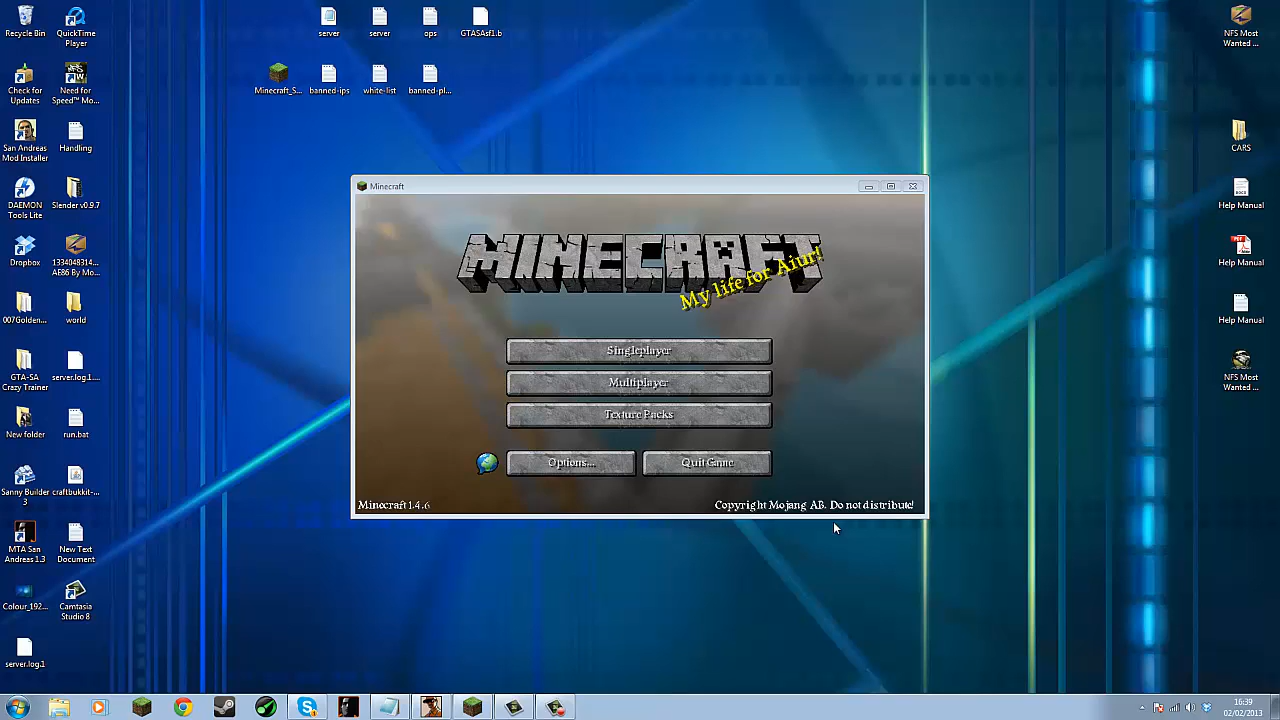 Recycle Bin
QuickTime
Player
server
server
ops
GTASAsf1.b
NFS Most
Wanted ...
Check for
Updates
Need for
Speed™ Mo...
Minecraft_S...
banned-ips
white-list
banned-pl...
San Andreas
Mod Installer
Handling
CARS
Minecraft
DAEMON
Tools Lite
Slender v0.9.7
Help Manual
MINECRAFT
My life for Aiur!
Dropbox
1334048314...
AE86 By Mo...
Help Manual
007Golden...
world
Help Manual
Singleplayer
Multiplayer
GTA-SA
Crazy Trainer
server.log.1....
NFS Most
Wanted ...
Texture Packs
New folder
run.bat
Options...
Quit Game
Sanny Builder
3
craftbukkit-...
Minecraft 1.4.6
Copyright Mojang AB. Do not distribute!
MTA San
Andreas 1.3
New Text
Document
Colour_192...
Camtasia
Studio 8
server.log.1
16:39
02/02/2013